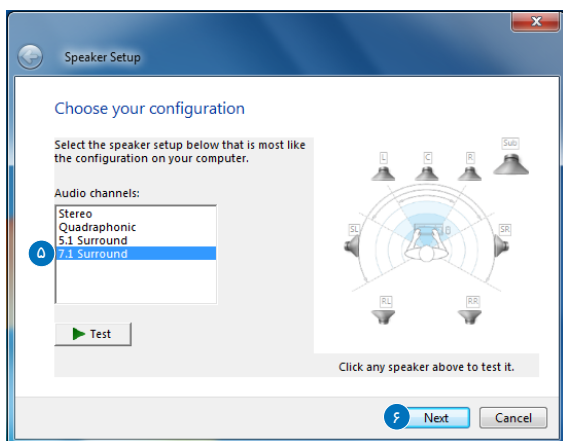 Speaker Setup
Choose your configuration
Select the speaker setup below that is most like
the configuration on your computer.
Audio channels:
Stereo
Quadraphonic
5.1 Surround
۵ 7.1 Surround
Test
L C R Sub
SL SR
RL RR
Click any speaker above to test it.
۶ Next Cancel